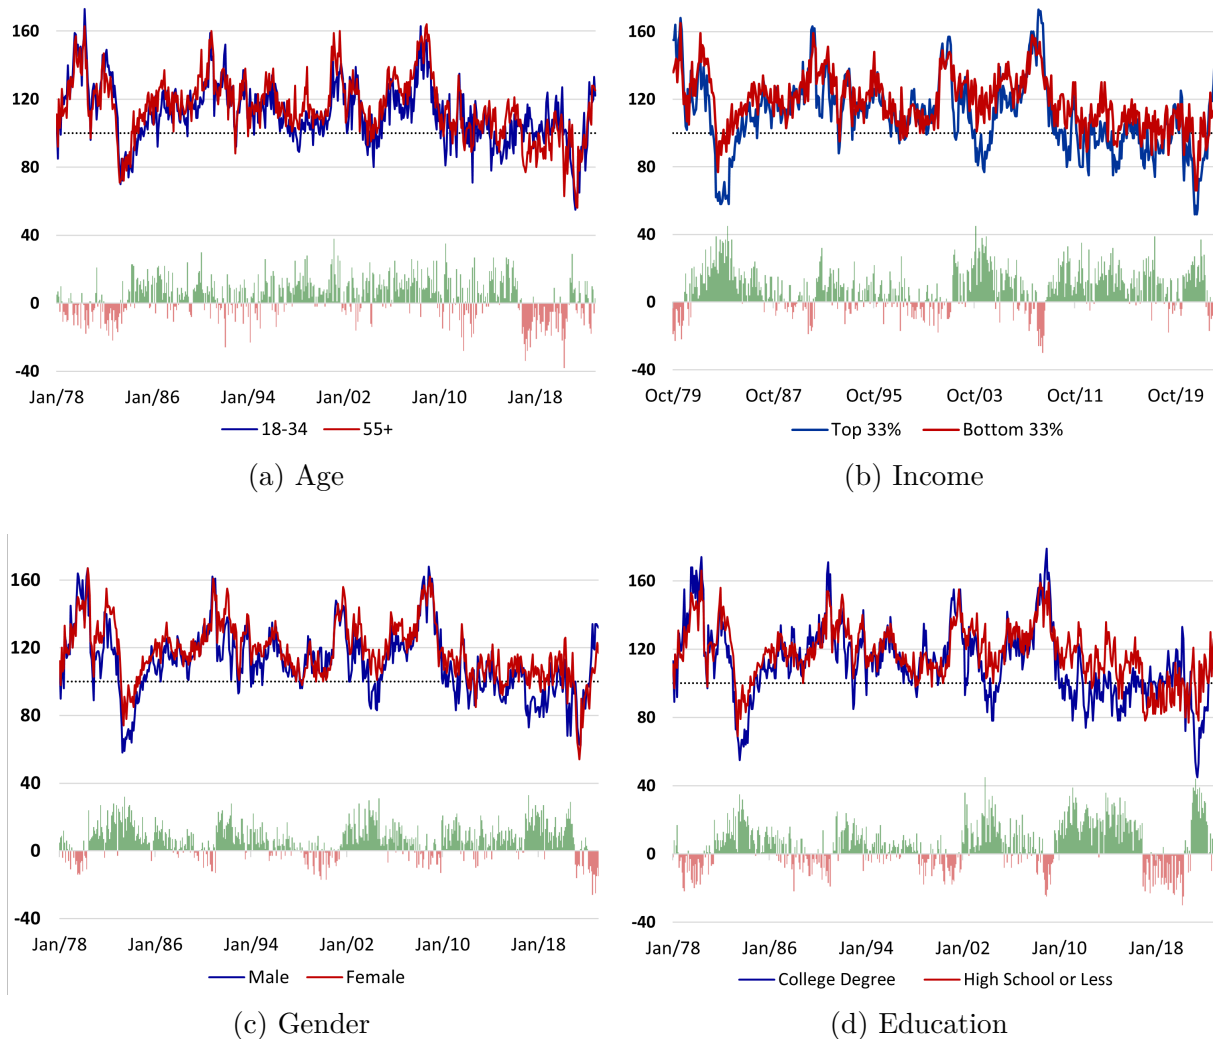 160
120
80
40
0
-40
Jan/78 Jan/86 Jan/94 Jan/02 Jan/10 Jan/18
18-34 55+
(a) Age
160
120
80
40
0
-40
Oct/79 Oct/87 Oct/95 Oct/03 Oct/11 Oct/19
Top 33% Bottom 33%
(b) Income
160
120
80
40
0
-40
Jan/78 Jan/86 Jan/94 Jan/02 Jan/10 Jan/18
Male Female
(c) Gender
160
120
80
40
0
-40
Jan/78 Jan/86 Jan/94 Jan/02 Jan/10 Jan/18
College Degree High School or Less
(d) Education